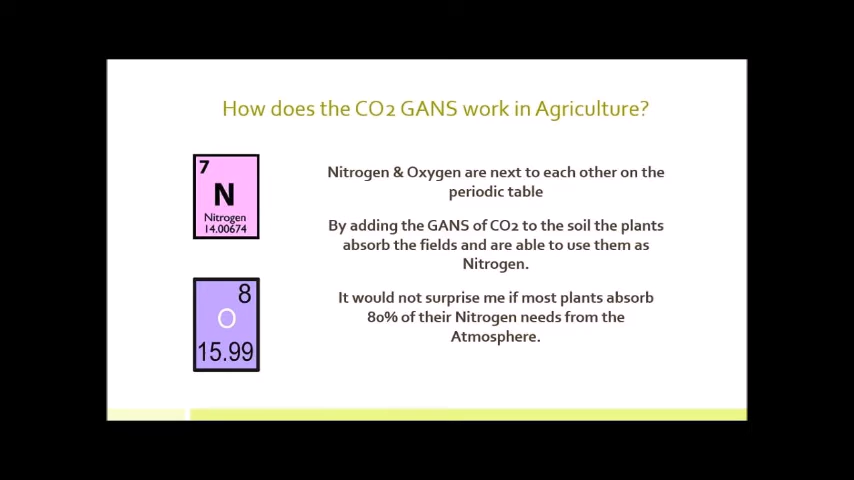 How does the CO2 GANS work in Agriculture?
7
N
Nitrogen
14.00674
Nitrogen & Oxygen are next to each other on the
periodic table
By adding the GANS of CO2 to the soil the plants
absorb the fields and are able to use them as
Nitrogen.
8
O
15.99
It would not surprise me if most plants absorb
80% of their Nitrogen needs from the
Atmosphere.